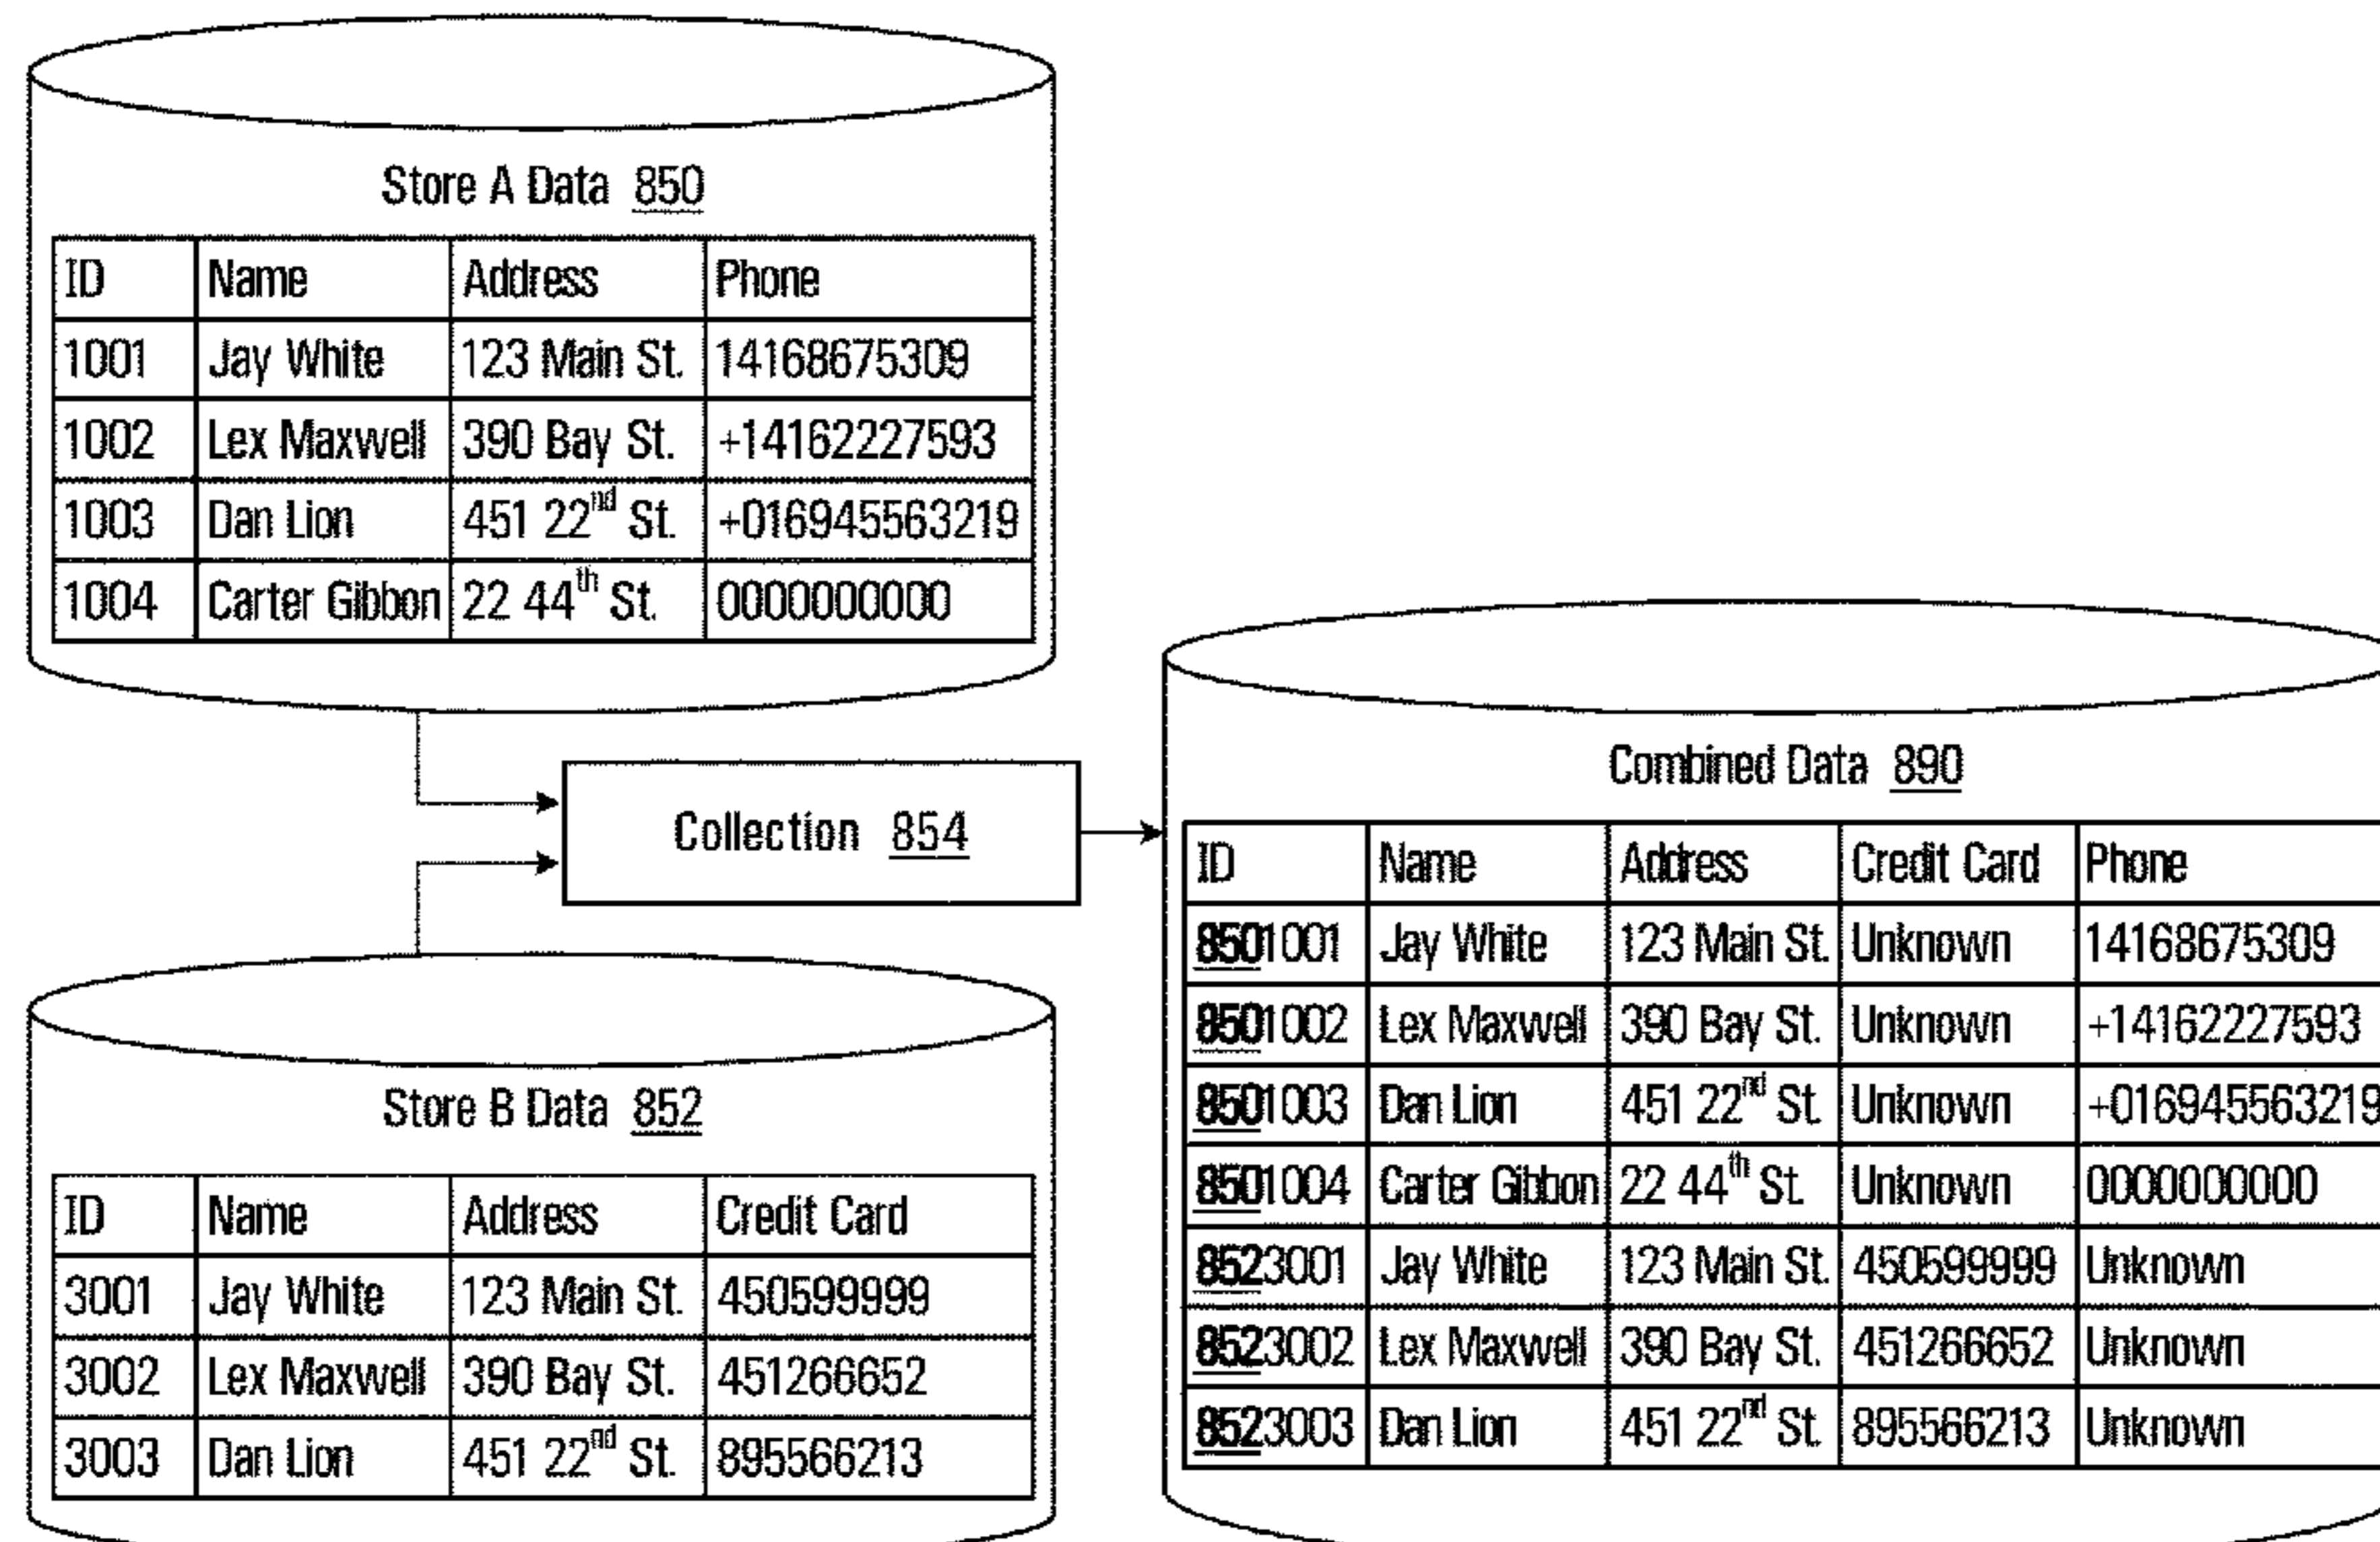 Store A Data 850
ID Name Address Phone
1001 Jay White 123 Main St. 14168675309
1002 Lex Maxwell 390 Bay St. +14162227593
1003 Dan Lion 451 22nd St. +016945563219
1004 Carter Gibbon 22 44th St. 0000000000
Collection 854
Store B Data 852
ID Name Address Credit Card
3001 Jay White 123 Main St. 450599999
3002 Lex Maxwell 390 Bay St. 451266652
3003 Dan Lion 451 22nd St. 895566213
Combined Data 890
ID Name Address Credit Card Phone
8501001 Jay White 123 Main St. Unknown 14168675309
8501002 Lex Maxwell 390 Bay St. Unknown +14162227593
8501003 Dan Lion 451 22nd St. Unknown +016945563219
8501004 Carter Gibbon 22 44th St. Unknown 0000000000
8523001 Jay White 123 Main St. 450599999 Unknown
8523002 Lex Maxwell 390 Bay St. 451266652 Unknown
8523003 Dan Lion 451 22nd St. 895566213 Unknown